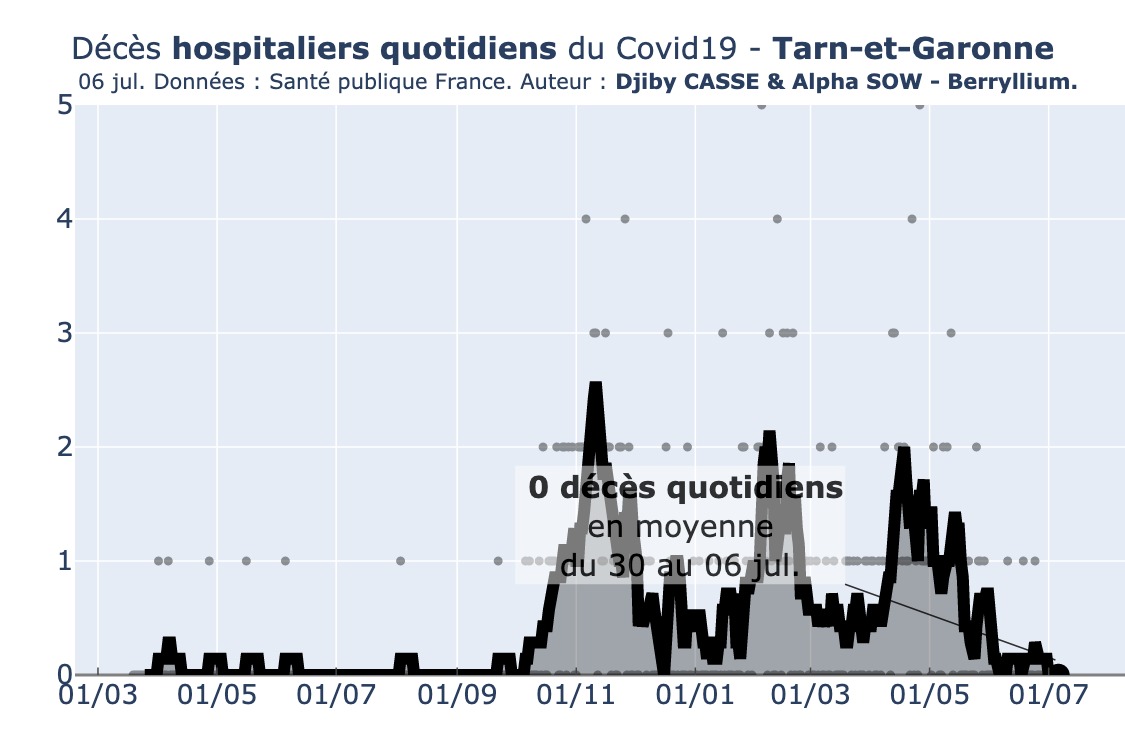 Décès hospitaliers quotidiens du Covid19 - Tarn-et-Garonne
06 jul. Données : Santé publique France. Auteur : Djiby CASSE & Alpha SOW - Berryllium.
5
4
3
2
1
0
0 décès quotidiens
en moyenne
du 30 au 06 jul.
01/03 01/05 01/07 01/09 01/11 01/01 01/03 01/05 01/07